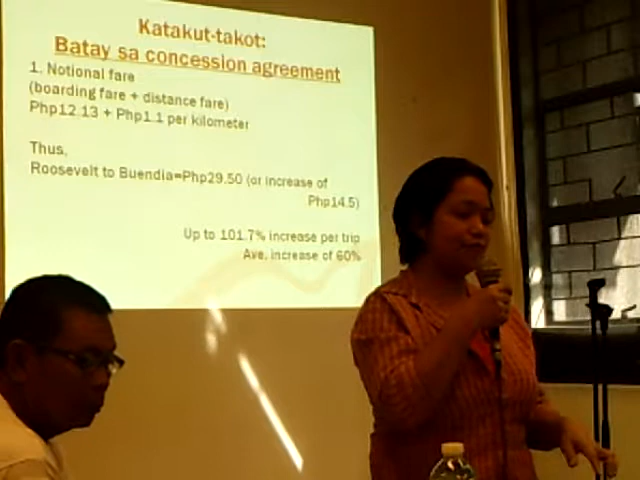 Katakut-takot:
Batay sa concession agreement
1. Notional fare
(boarding fare + distance fare)
Php12.13 + Php1.1 per kilometer
Thus,
Roosevelt to Buendia=Php29.50 (or increase of
Php14.5)
Up to 101.7% increase per trip
Ave. increase of 60%